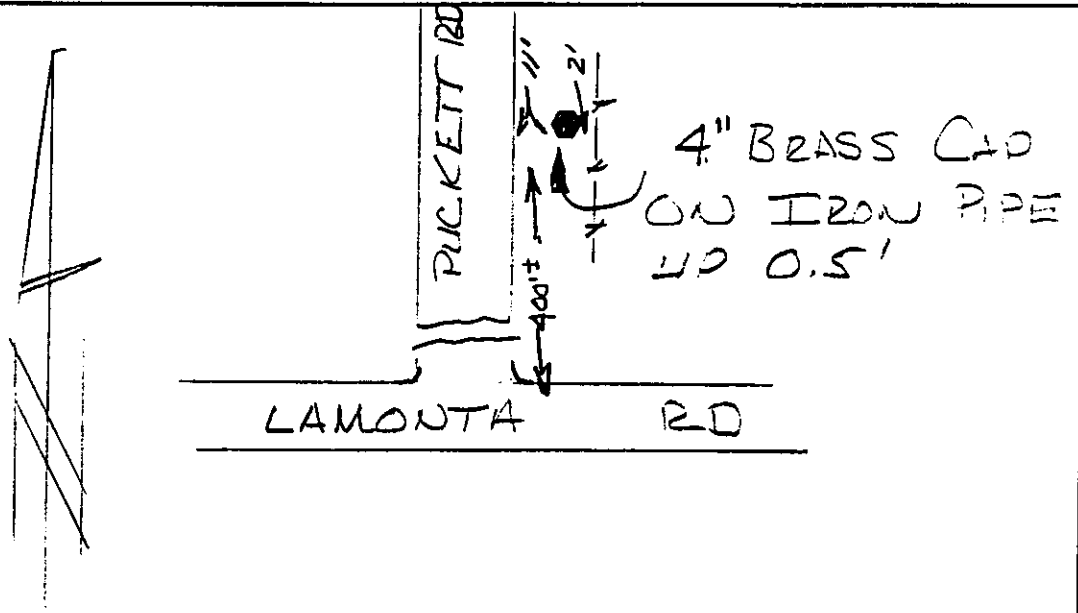 PUCKETT RD
11'
2'
4" BRASS CAP
ON IRON PIPE
UP 0.5'
400'±
LAMONTA RD